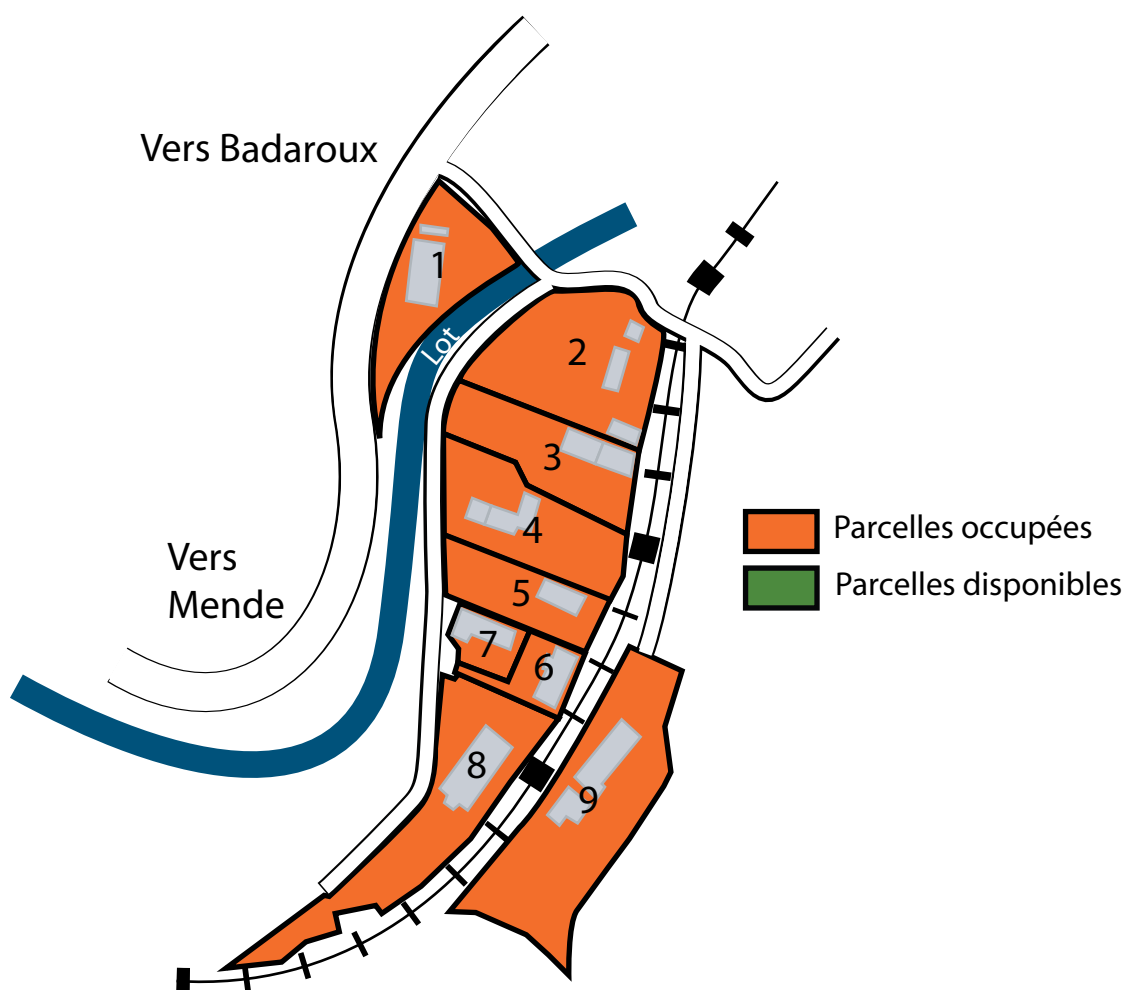 Vers Badaroux
1
Lot
2
3
4
Parcelles occupées
Parcelles disponibles
Vers
Mende
5
7
6
8
9